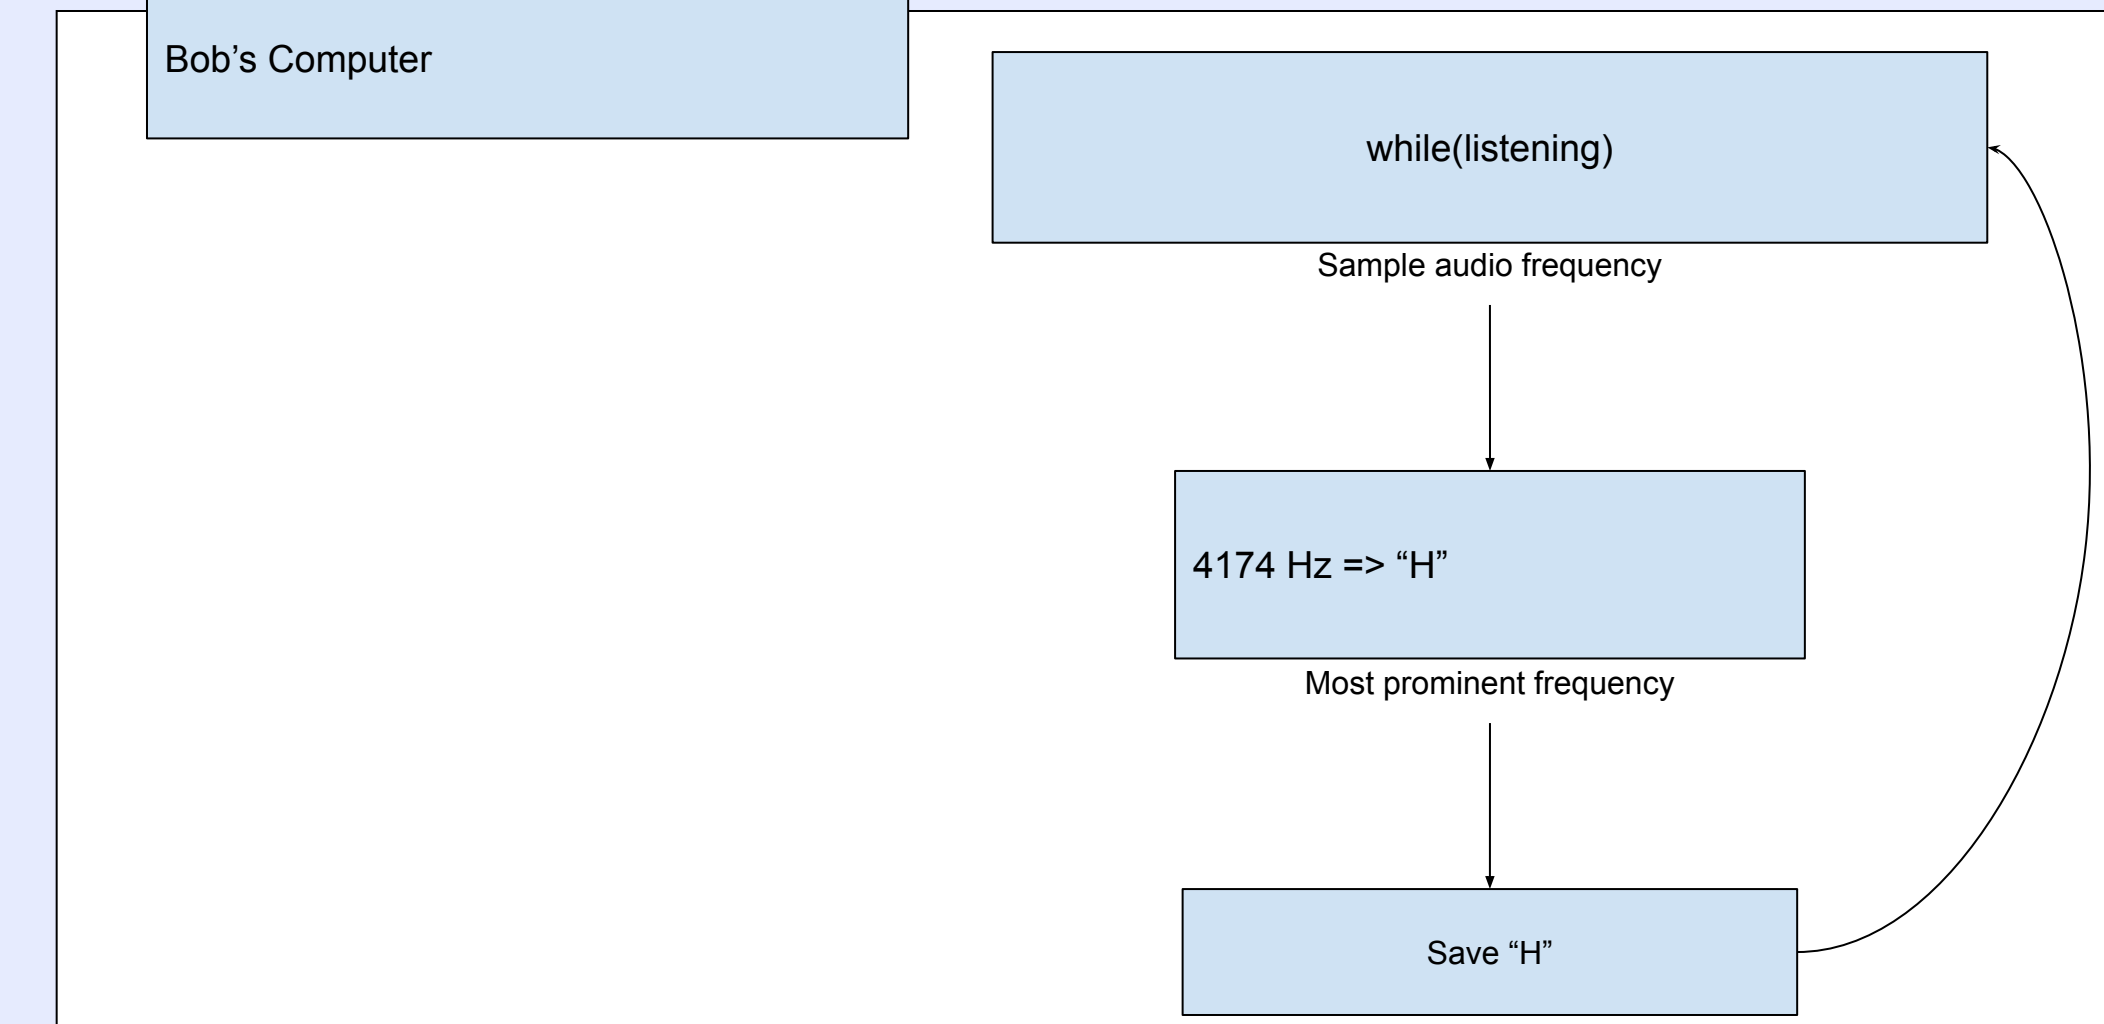 Bob’s Computer
while(listening)
Sample audio frequency
4174 Hz => “H”
Most prominent frequency
Save “H”